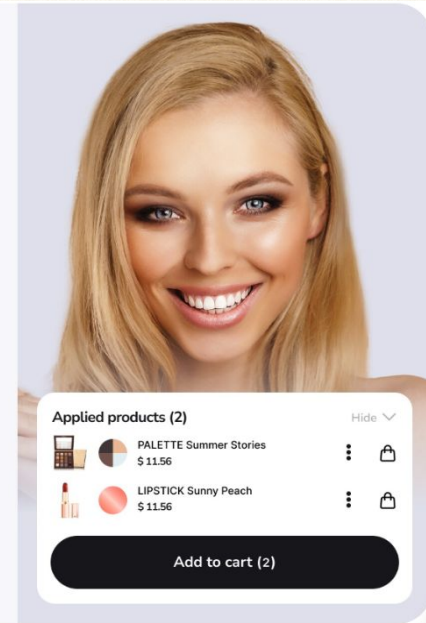 Applied products (2)
Hide
PALETTE Summer Stories
$ 11.56
LIPSTICK Sunny Peach
$ 11.56
Add to cart (2)